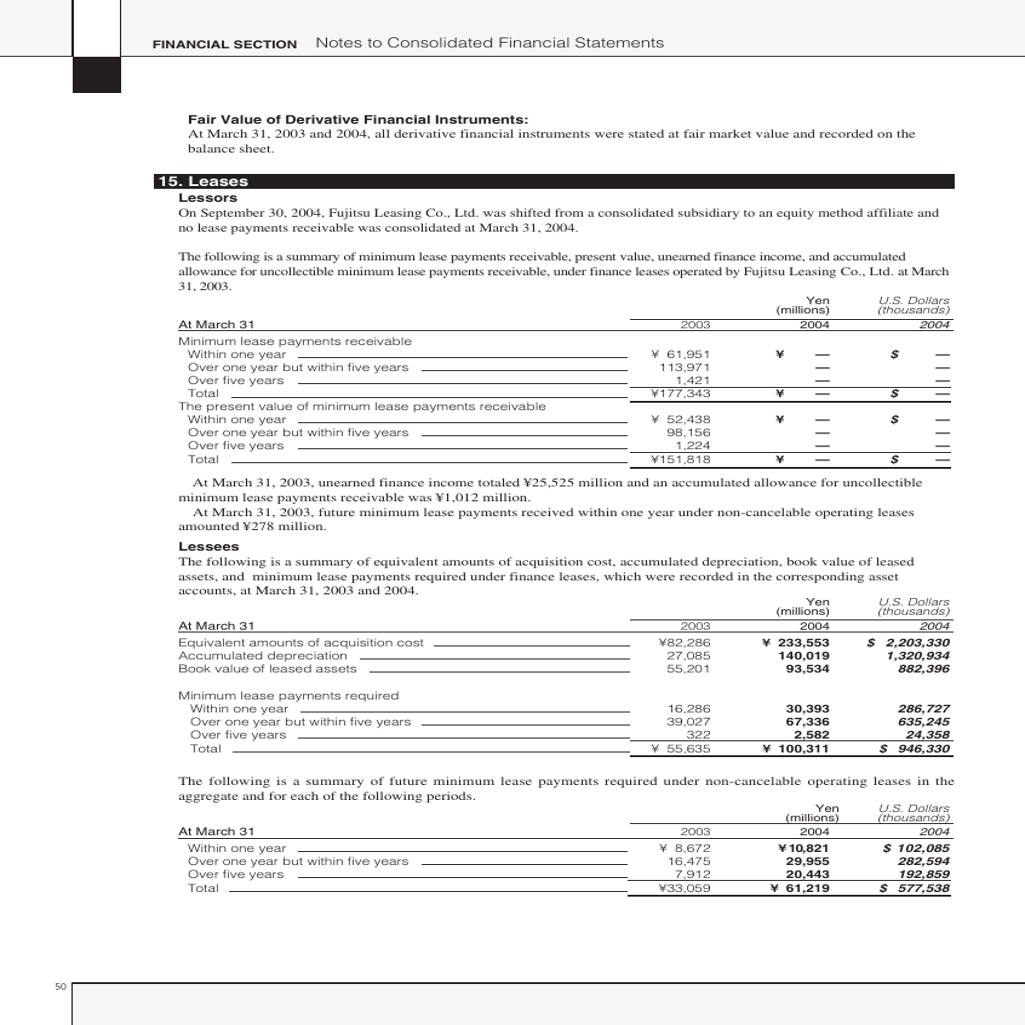 FINANCIAL SECTION Notes to Consolidated Financial Statements
Fair Value of Derivative Financial Instruments:
At March 31, 2003 and 2004, all derivative financial instruments were stated at fair market value and recorded on the
balance sheet.
15. Leases
Lessors
On September 30, 2004, Fujitsu Leasing Co., Ltd. was shifted from a consolidated subsidiary to an equity method affiliate and
no lease payments receivable was consolidated at March 31, 2004.
The following is a summary of minimum lease payments receivable, present value, unearned finance income, and accumulated
allowance for uncollectible minimum lease payments receivable, under finance leases operated by Fujitsu Leasing Co., Ltd. at March
31, 2003.
Yen U.S. Dollars
(millions) (thousands)
At March 31 2003 2004 2004
Minimum lease payments receivable
Within one year ¥ 61,951 ¥ — $ —
Over one year but within five years 113,971 — —
Over five years 1,421 — —
Total ¥177,343 ¥ — $ —
The present value of minimum lease payments receivable
Within one year ¥ 52,438 ¥ — $ —
Over one year but within five years 98,156 — —
Over five years 1,224 — —
Total ¥151,818 ¥ — $ —
At March 31, 2003, unearned finance income totaled ¥25,525 million and an accumulated allowance for uncollectible
minimum lease payments receivable was ¥1,012 million.
At March 31, 2003, future minimum lease payments received within one year under non-cancelable operating leases
amounted ¥278 million.
Lessees
The following is a summary of equivalent amounts of acquisition cost, accumulated depreciation, book value of leased
assets, and minimum lease payments required under finance leases, which were recorded in the corresponding asset
accounts, at March 31, 2003 and 2004.
Yen U.S. Dollars
(millions) (thousands)
At March 31 2003 2004 2004
Equivalent amounts of acquisition cost ¥82,286 ¥ 233,553 $ 2,203,330
Accumulated depreciation 27,085 140,019 1,320,934
Book value of leased assets 55,201 93,534 882,396
Minimum lease payments required
Within one year 16,286 30,393 286,727
Over one year but within five years 39,027 67,336 635,245
Over five years 322 2,582 24,358
Total ¥ 55,635 ¥ 100,311 $ 946,330
The following is a summary of future minimum lease payments required under non-cancelable operating leases in the
aggregate and for each of the following periods.
Yen U.S. Dollars
(millions) (thousands)
At March 31 2003 2004 2004
Within one year ¥ 8,672 ¥10,821 $ 102,085
Over one year but within five years 16,475 29,955 282,594
Over five years 7,912 20,443 192,859
Total ¥33,059 ¥ 61,219 $ 577,538
50